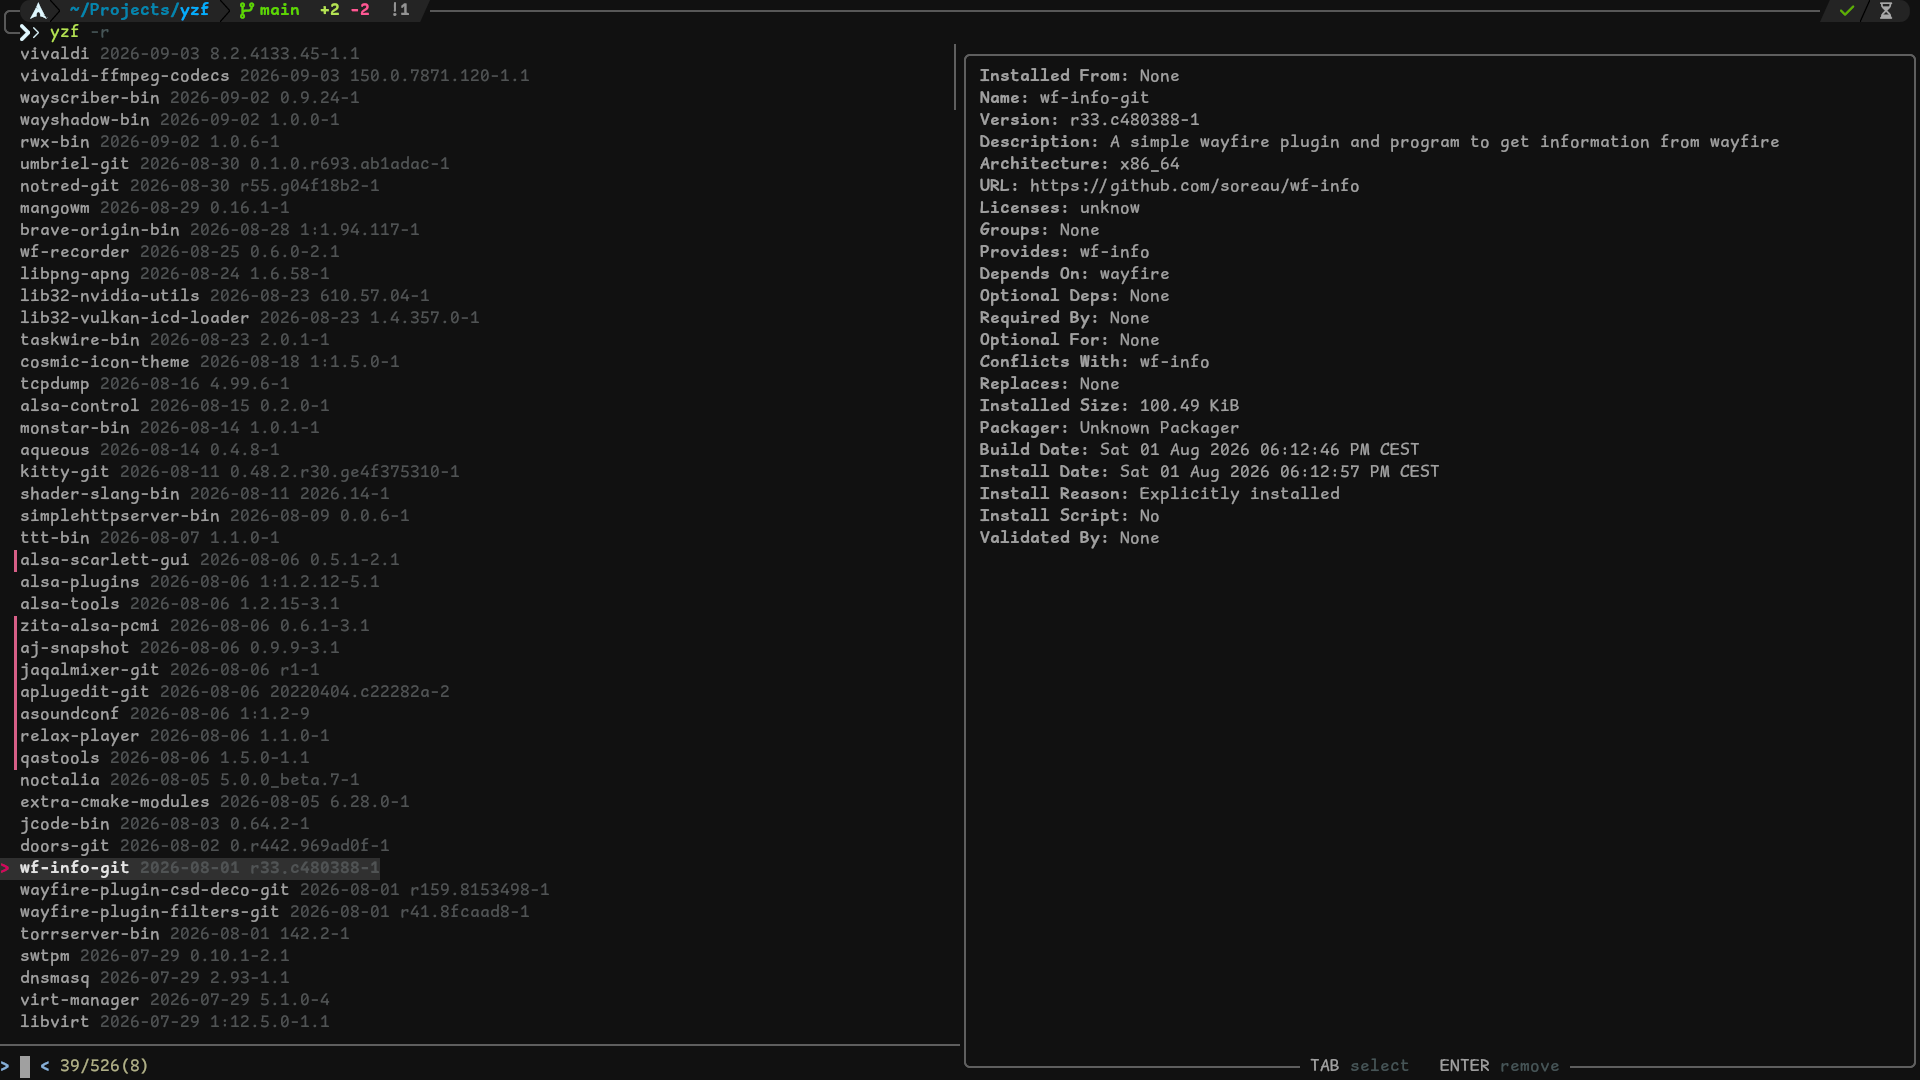 ~/Projects/yzf main +2 -2 !1
yzf -r
vivaldi 2026-09-03 8.2.4133.45-1.1
vivaldi-ffmpeg-codecs 2026-09-03 150.0.7871.120-1.1
wayscriber-bin 2026-09-02 0.9.24-1
wayshadow-bin 2026-09-02 1.0.0-1
rwx-bin 2026-09-02 1.0.6-1
umbriel-git 2026-08-30 0.1.0.r693.ab1adac-1
notred-git 2026-08-30 r55.g04f18b2-1
mangowm 2026-08-29 0.16.1-1
brave-origin-bin 2026-08-28 1:1.94.117-1
wf-recorder 2026-08-25 0.6.0-2.1
libpng-apng 2026-08-24 1.6.58-1
lib32-nvidia-utils 2026-08-23 610.57.04-1
lib32-vulkan-icd-loader 2026-08-23 1.4.357.0-1
taskwire-bin 2026-08-23 2.0.1-1
cosmic-icon-theme 2026-08-18 1:1.5.0-1
tcpdump 2026-08-16 4.99.6-1
alsa-control 2026-08-15 0.2.0-1
monstar-bin 2026-08-14 1.0.1-1
aqueous 2026-08-14 0.4.8-1
kitty-git 2026-08-11 0.48.2.r30.ge4f375310-1
shader-slang-bin 2026-08-11 2026.14-1
simplehttpserver-bin 2026-08-09 0.0.6-1
ttt-bin 2026-08-07 1.1.0-1
alsa-scarlett-gui 2026-08-06 0.5.1-2.1
alsa-plugins 2026-08-06 1:1.2.12-5.1
alsa-tools 2026-08-06 1.2.15-3.1
zita-alsa-pcmi 2026-08-06 0.6.1-3.1
aj-snapshot 2026-08-06 0.9.9-3.1
jaqalmixer-git 2026-08-06 r1-1
aplugedit-git 2026-08-06 20220404.c22282a-2
asoundconf 2026-08-06 1:1.2-9
relax-player 2026-08-06 1.1.0-1
qastools 2026-08-06 1.5.0-1.1
noctalia 2026-08-05 5.0.0_beta.7-1
extra-cmake-modules 2026-08-05 6.28.0-1
jcode-bin 2026-08-03 0.64.2-1
doors-git 2026-08-02 0.r442.969ad0f-1
> wf-info-git 2026-08-01 r33.c480388-1
wayfire-plugin-csd-deco-git 2026-08-01 r159.8153498-1
wayfire-plugin-filters-git 2026-08-01 r41.8fcaad8-1
torrserver-bin 2026-08-01 142.2-1
swtpm 2026-07-29 0.10.1-2.1
dnsmasq 2026-07-29 2.93-1.1
virt-manager 2026-07-29 5.1.0-4
libvirt 2026-07-29 1:12.5.0-1.1
> < 39/526(8)
Installed From: None
Name: wf-info-git
Version: r33.c480388-1
Description: A simple wayfire plugin and program to get information from wayfire
Architecture: x86_64
URL: https://github.com/soreau/wf-info
Licenses: unknow
Groups: None
Provides: wf-info
Depends On: wayfire
Optional Deps: None
Required By: None
Optional For: None
Conflicts With: wf-info
Replaces: None
Installed Size: 100.49 KiB
Packager: Unknown Packager
Build Date: Sat 01 Aug 2026 06:12:46 PM CEST
Install Date: Sat 01 Aug 2026 06:12:57 PM CEST
Install Reason: Explicitly installed
Install Script: No
Validated By: None
TAB select ENTER remove